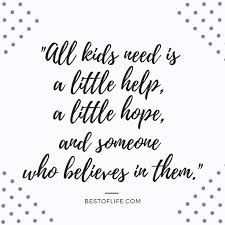 "All kids need is
a little help,
a little hope,
and someone
who believes in them."
BESTOFLIFE.COM